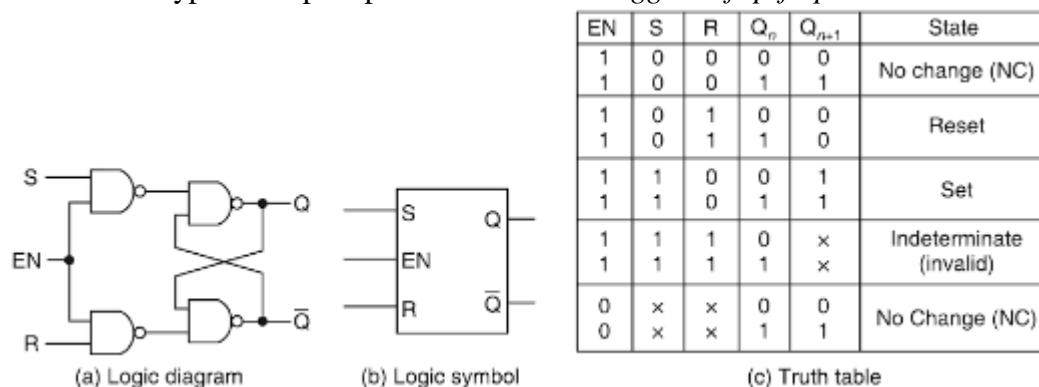 S
EN
R
Q
Q̄
(a) Logic diagram
S
EN
R
Q
Q̄
(b) Logic symbol
EN S R Qₙ Qₙ₊₁ State
1 0 0 0 0
1 0 0 1 1
No change (NC)
1 0 1 0 0
1 0 1 1 0
Reset
1 1 0 0 1
1 1 0 1 1
Set
1 1 1 0 ×
1 1 1 1 ×
Indeterminate
(invalid)
0 × × 0 0
0 × × 1 1
No Change (NC)
(c) Truth table